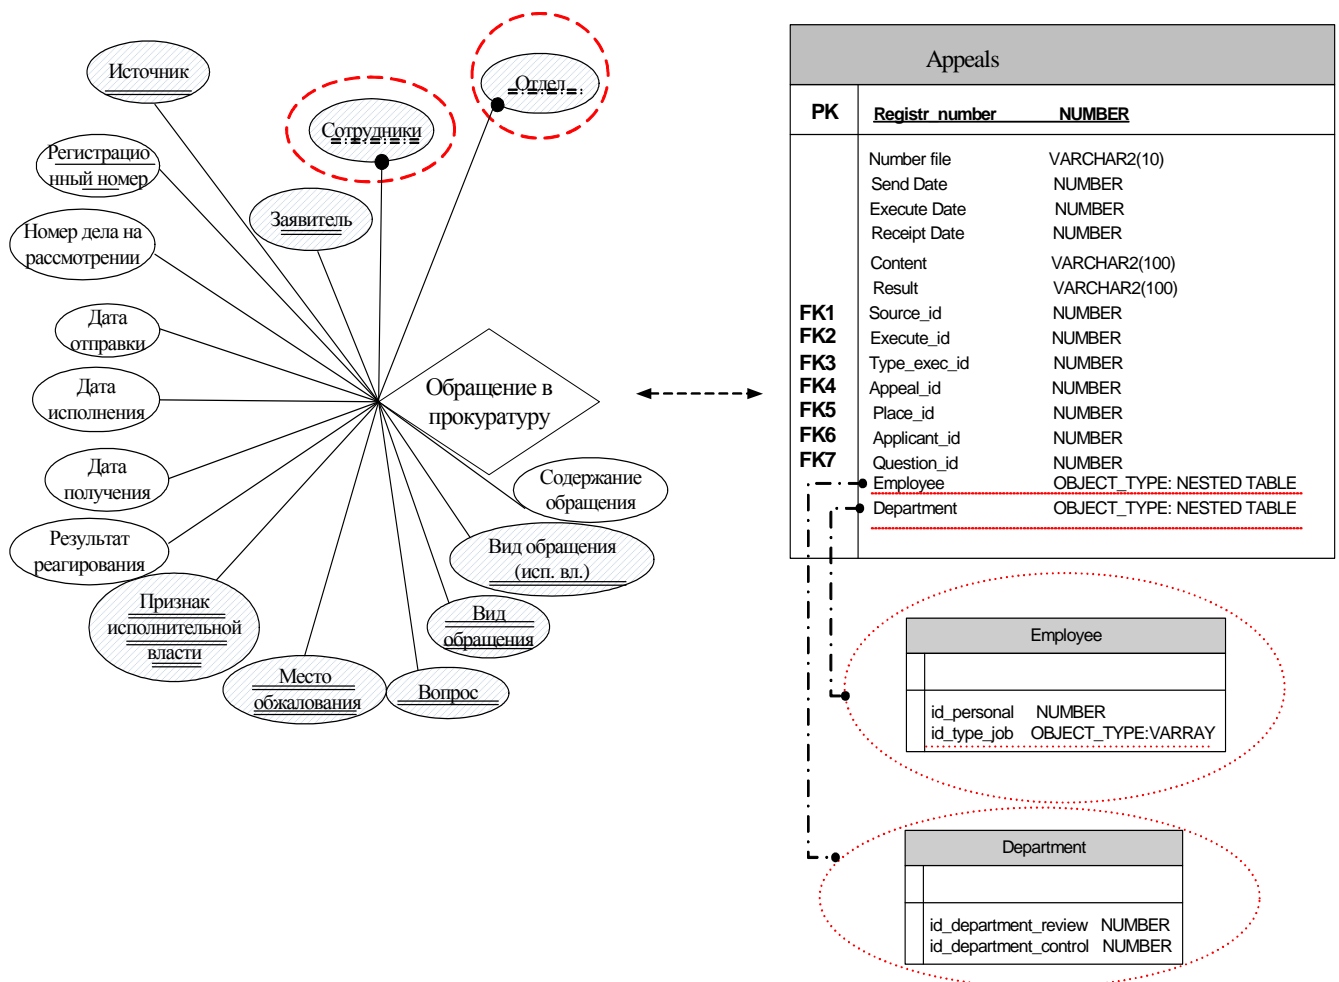 Источник
Отдел
Сотрудники
Регистрацио
нный номер
Заявитель
Номер дела на
рассмотрении
Дата
отправки
Обращение в
прокуратуру
Дата
исполнения
Дата
получения
Содержание
обращения
Результат
реагирования
Вид обращения
(исп. вл.)
Признак
исполнительной
власти
Вид
обращения
Место
обжалования
Вопрос
Appeals
PK Registr_number NUMBER
Number file VARCHAR2(10)
Send Date NUMBER
Execute Date NUMBER
Receipt Date NUMBER
Content VARCHAR2(100)
Result VARCHAR2(100)
FK1 Source_id NUMBER
FK2 Execute_id NUMBER
FK3 Type_exec_id NUMBER
FK4 Appeal_id NUMBER
FK5 Place_id NUMBER
FK6 Applicant_id NUMBER
FK7 Question_id NUMBER
Employee OBJECT_TYPE: NESTED TABLE
Department OBJECT_TYPE: NESTED TABLE
Employee
id_personal NUMBER
id_type_job OBJECT_TYPE:VARRAY
Department
id_department_review NUMBER
id_department_control NUMBER